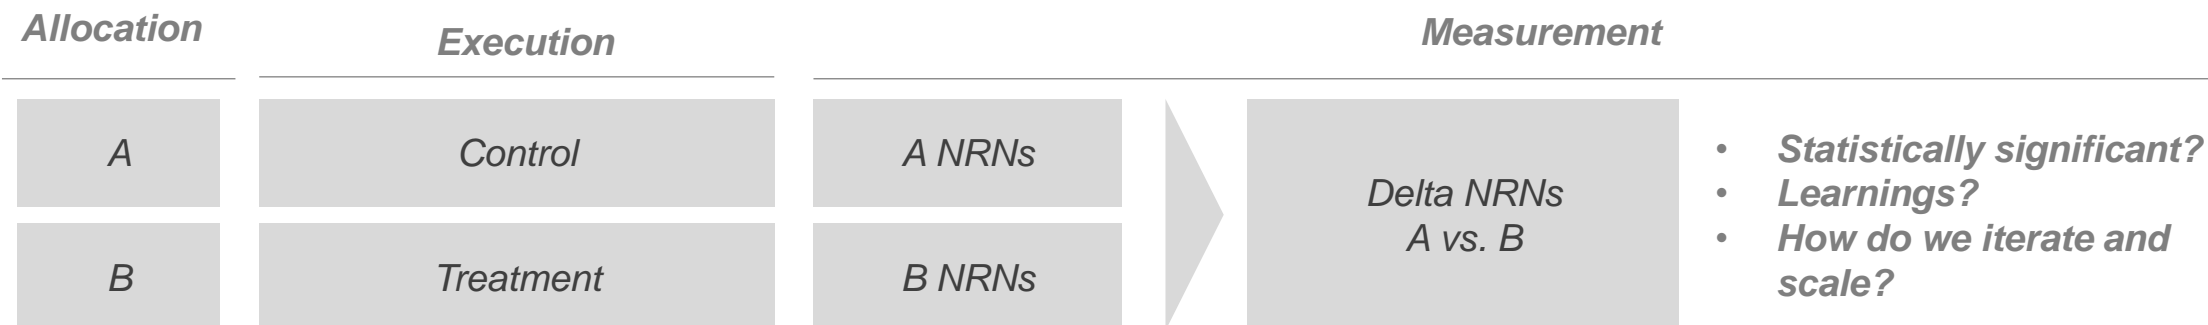 Allocation
Execution
Measurement
A
Control
A NRNs
B
Treatment
B NRNs
Delta NRNs
A vs. B
• Statistically significant?
• Learnings?
• How do we iterate and
scale?